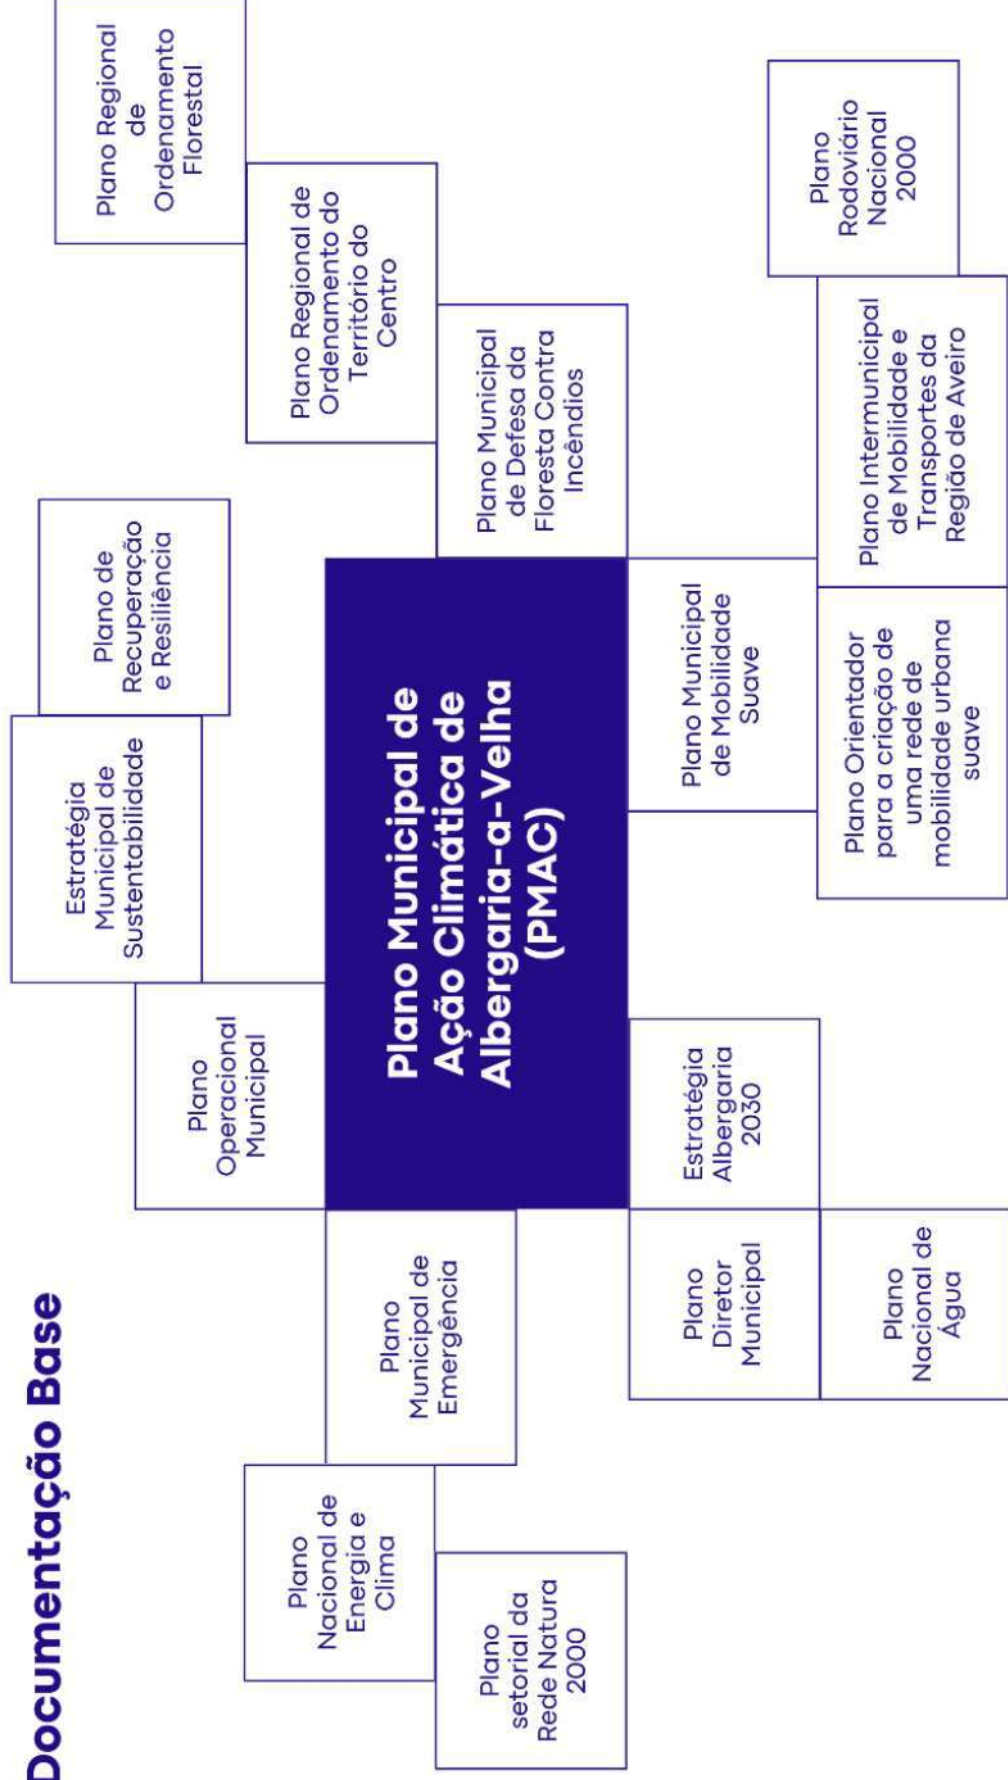 Documentação Base
Estratégia
Municipal de
Sustentabilidade
Plano de
Recuperação
e Resiliência
Plano Regional
de
Ordenamento
Florestal
Plano
Operacional
Municipal
Plano
Nacional de
Energia e
Clima
Plano Regional de
Ordenamento do
Território do
Centro
Plano
Municipal de
Emergência
Plano Municipal de
Ação Climática de
Albergaria-a-Velha
(PMAC)
Plano
setorial da
Rede Natura
2000
Plano Municipal
de Defesa da
Floresta Contra
Incêndios
Plano
Diretor
Municipal
Estratégia
Albergaria
2030
Plano Municipal
de Mobilidade
Suave
Plano
Rodoviário
Nacional
2000
Plano
Nacional de
Água
Plano Orientador
para a criação de
uma rede de
mobilidade urbana
suave
Plano Intermunicipal
de Mobilidade e
Transportes da
Região de Aveiro